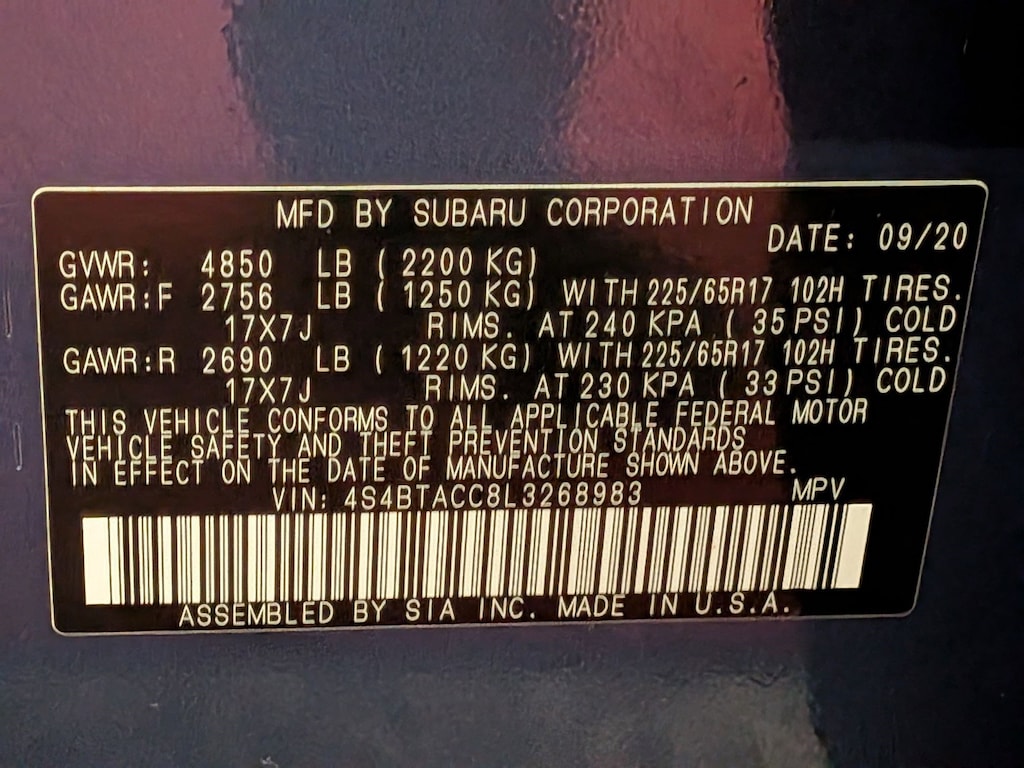 MFD BY SUBARU CORPORATION
DATE: 09/20
GVWR: 4850 LB ( 2200 KG)
GAWR:F 2756 LB ( 1250 KG) WITH 225/65R17 102H TIRES.
17X7J RIMS. AT 240 KPA ( 35 PSI) COLD
GAWR:R 2690 LB ( 1220 KG) WITH 225/65R17 102H TIRES.
17X7J RIMS. AT 230 KPA ( 33 PSI) COLD
THIS VEHICLE CONFORMS TO ALL APPLICABLE FEDERAL MOTOR
VEHICLE SAFETY AND THEFT PREVENTION STANDARDS
IN EFFECT ON THE DATE OF MANUFACTURE SHOWN ABOVE.
VIN: 4S4BTACC8L3268983 MPV
ASSEMBLED BY SIA INC. MADE IN U.S.A.